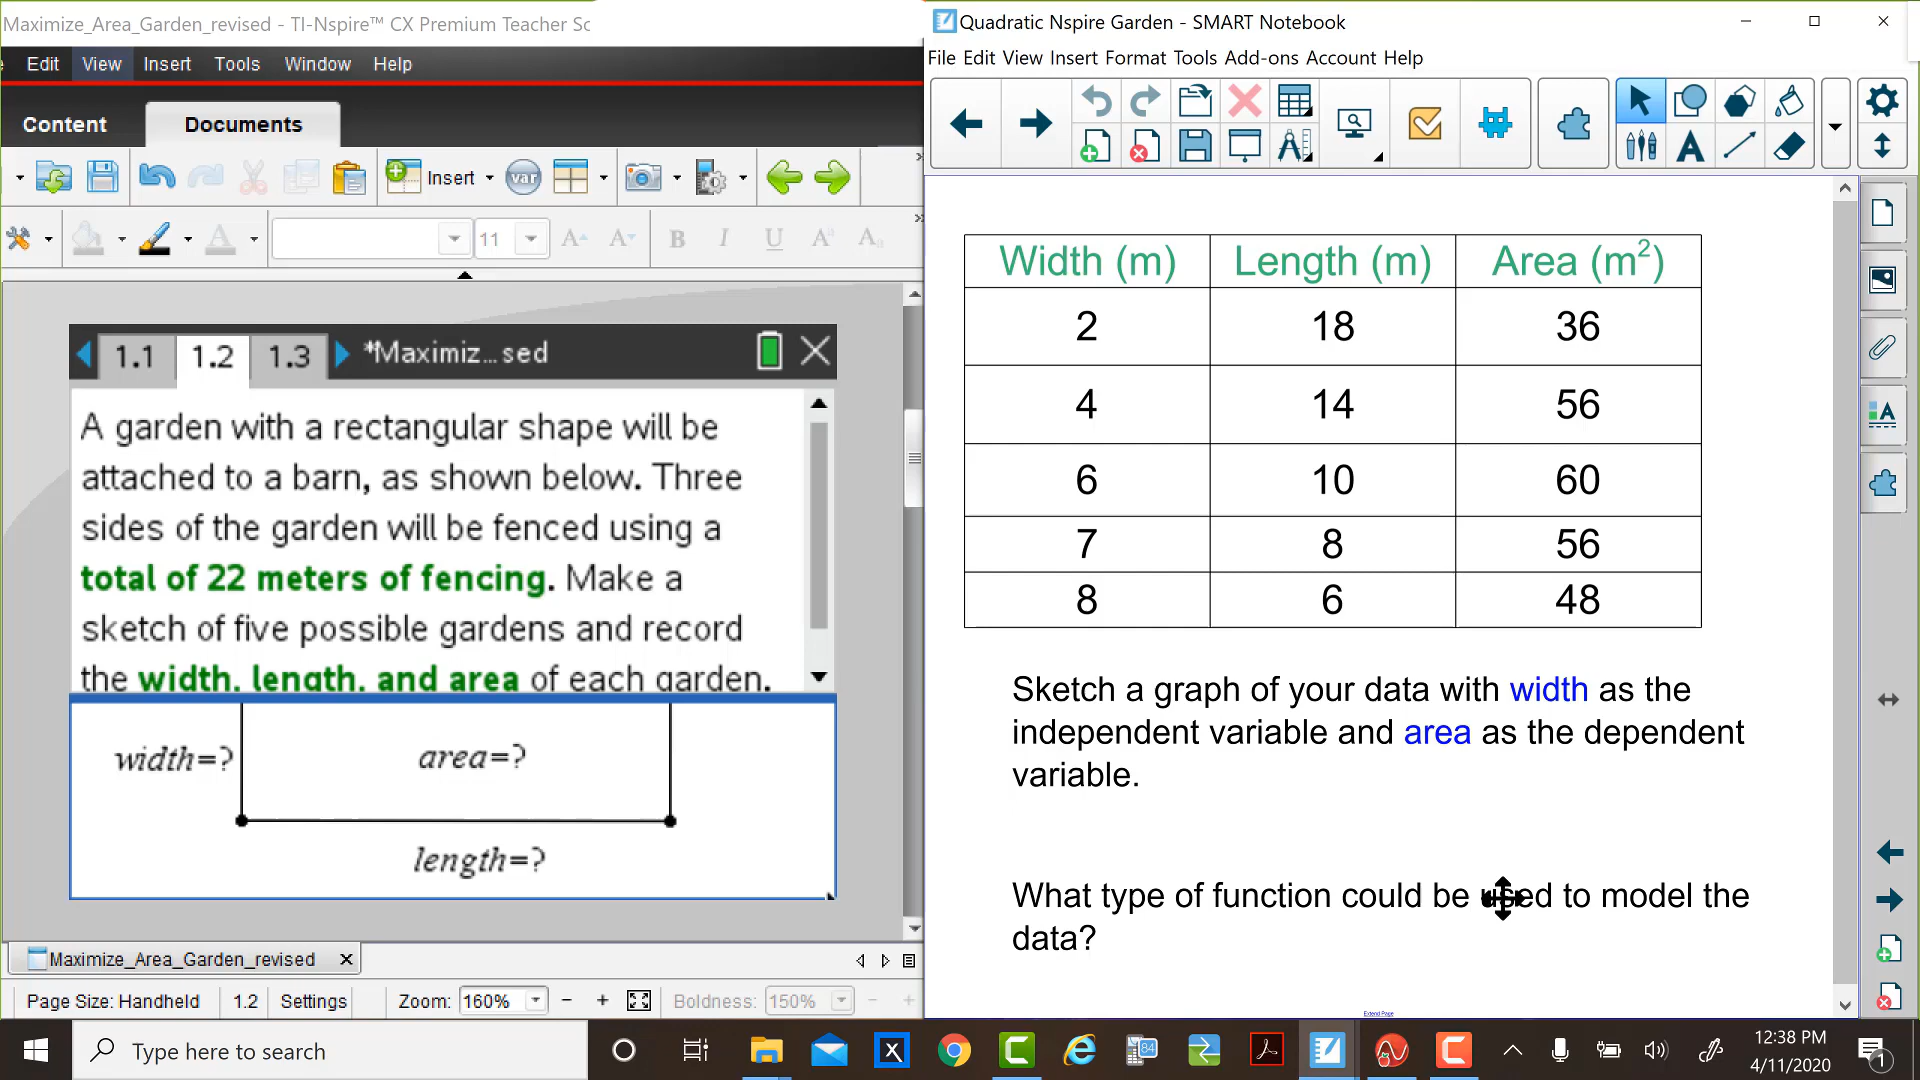 Maximize_Area_Garden_revised - TI-Nspire™ CX Premium Teacher Sc
Edit View Insert Tools Window Help
Content Documents
Insert var
11 B I U
1.1 1.2 1.3 *Maximiz...sed
A garden with a rectangular shape will be
attached to a barn, as shown below. Three
sides of the garden will be fenced using a
total of 22 meters of fencing. Make a
sketch of five possible gardens and record
the width, length, and area of each garden.
width=? area=?
length=?
Maximize_Area_Garden_revised
Page Size: Handheld 1.2 Settings Zoom: 160% Boldness: 150%
Quadratic Nspire Garden - SMART Notebook
File Edit View Insert Format Tools Add-ons Account Help
Width (m) Length (m) Area (m²)
2 18 36
4 14 56
6 10 60
7 8 56
8 6 48
Sketch a graph of your data with width as the
independent variable and area as the dependent
variable.
What type of function could be used to model the
data?
Extend Page
Type here to search
84
12:38 PM
4/11/2020
1